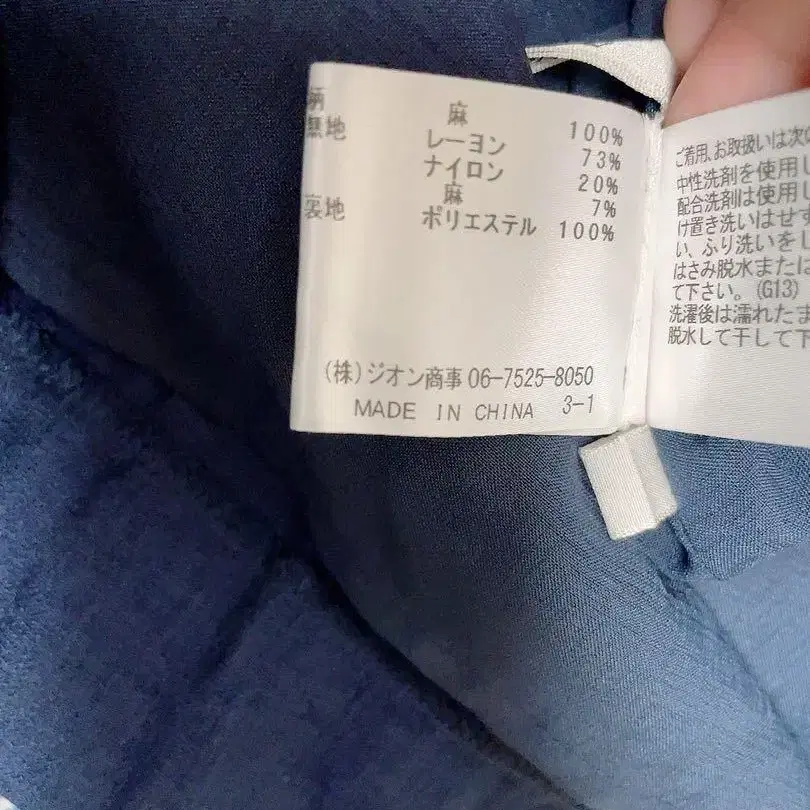 柄 麻 100%
無地 レーヨン 73%
ナイロン 20%
麻 7%
裏地 ポリエステル 100%
(株)ジオン商事 06-7525-8050
MADE IN CHINA 3-1
ご着用、お取扱いは次の
中性洗剤を使用し
配合洗剤は使用し
け置き洗いはせず
い、ふり洗いをし
はさみ脱水または
て下さい。(G13)
洗濯後は濡れたま
脱水して干して下